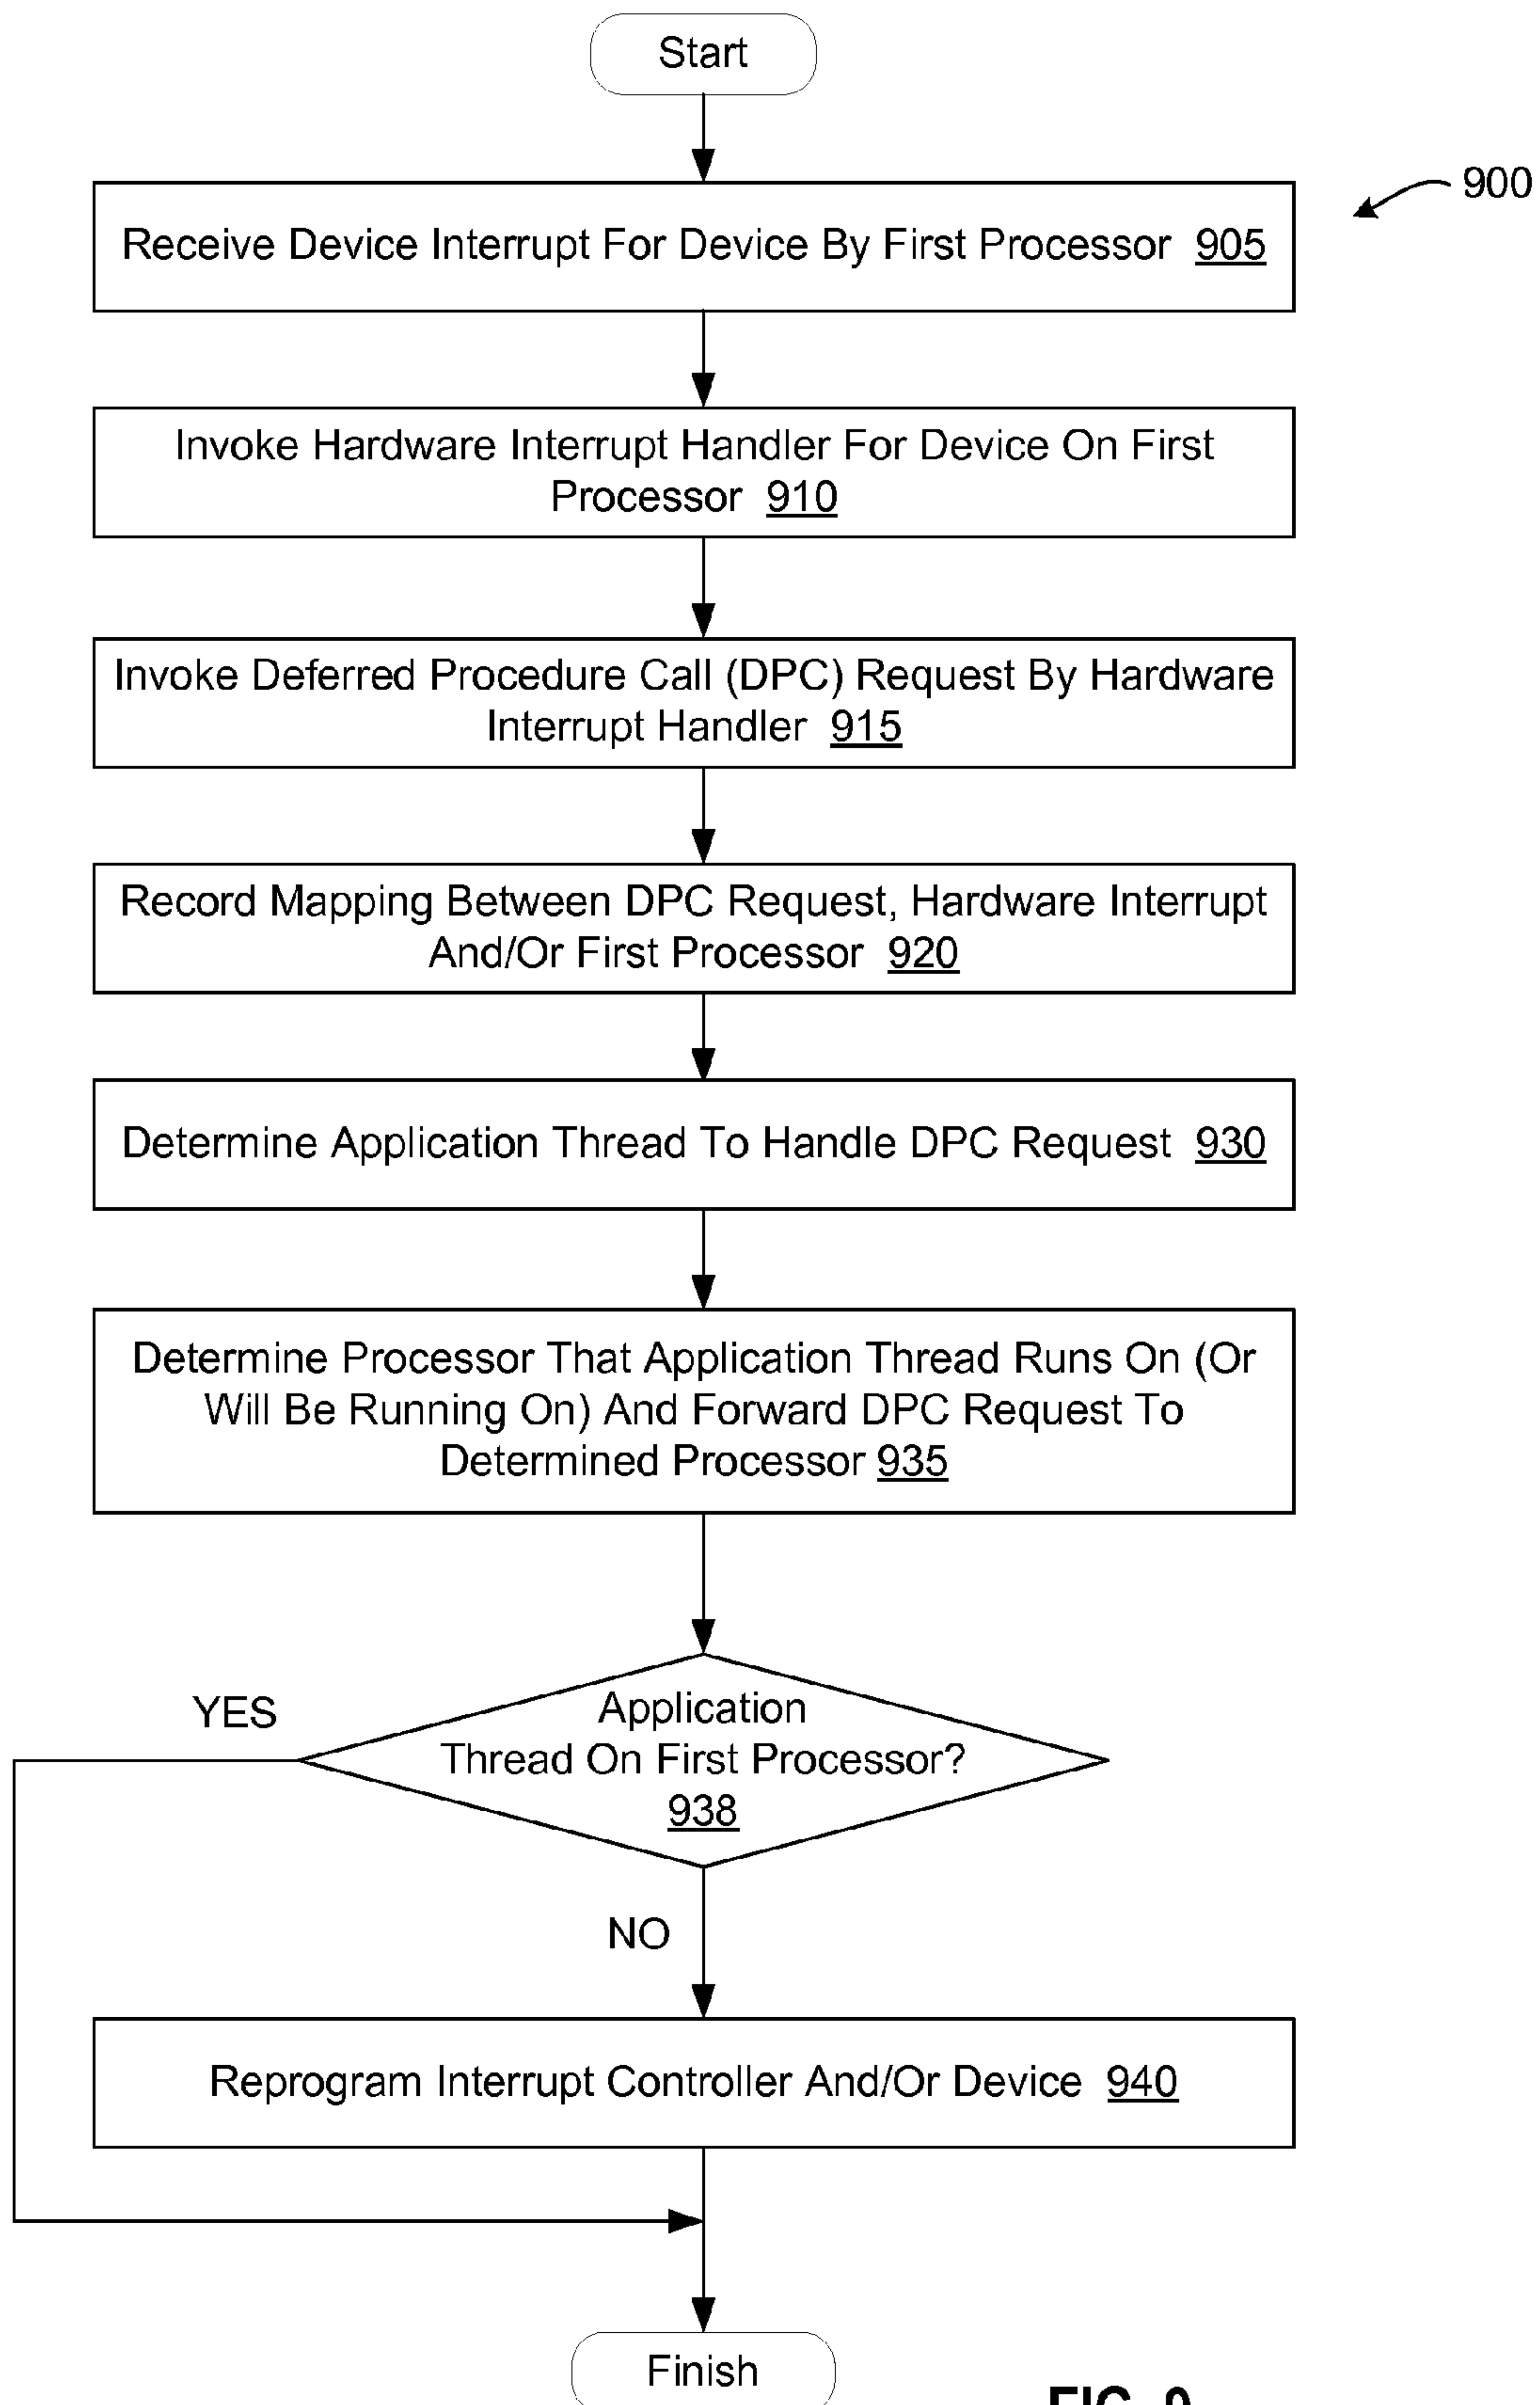 Start
900
Receive Device Interrupt For Device By First Processor 905
Invoke Hardware Interrupt Handler For Device On First
Processor 910
Invoke Deferred Procedure Call (DPC) Request By Hardware
Interrupt Handler 915
Record Mapping Between DPC Request, Hardware Interrupt
And/Or First Processor 920
Determine Application Thread To Handle DPC Request 930
Determine Processor That Application Thread Runs On (Or
Will Be Running On) And Forward DPC Request To
Determined Processor 935
YES
Application
Thread On First Processor?
938
NO
Reprogram Interrupt Controller And/Or Device 940
Finish